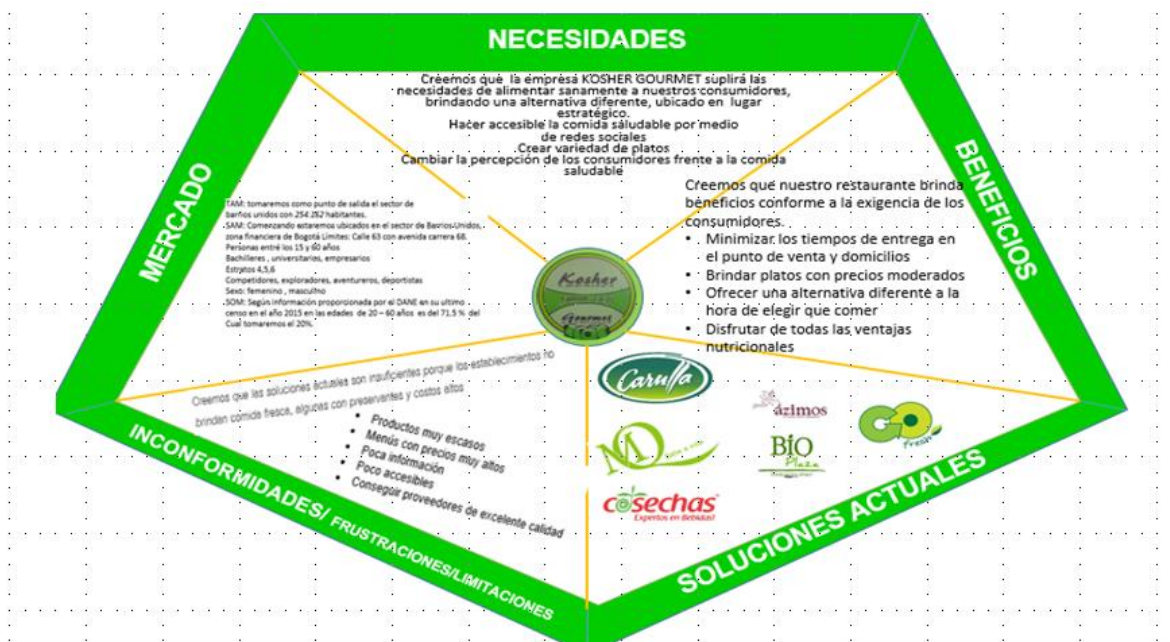 NECESIDADES
Creemos que la empresa KOSHER GOURMET suplirá las
necesidades de alimentar sanamente a nuestros consumidores,
brindando una alternativa diferente, ubicado en lugar
estratégico.
Hacer accesible la comida saludable por medio
de redes sociales
Crear variedad de platos
Cambiar la percepción de los consumidores frente a la comida
saludable
BENEFICIOS
Creemos que nuestro restaurante brinda
beneficios conforme a la exigencia de los
consumidores.
• Minimizar los tiempos de entrega en
el punto de venta y domicilios
• Brindar platos con precios moderados
• Ofrecer una alternativa diferente a la
hora de elegir que comer
• Disfrutar de todas las ventajas
nutricionales
MERCADO
TAM: tomaremos como punto de salida el sector de
barrios unidos con 254.162 habitantes.
SAM: Comenzando estaremos ubicados en el sector de Barrios Unidos,
zona financiera de Bogotá Limites: Calle 63 con avenida carrera 68.
Personas entre los 15 y 60 años
Bachilleres , universitarios, empresarios
Estratos 4,5,6
Competidores, exploradores, aventureros, deportistas
Sexo: femenino , masculino
SOM: Según información proporcionada por el DANE en su ultimo
censo en el año 2015 en las edades de 20 – 60 años es del 71,5 % del
Cual tomaremos el 20%.
Kosher
Gourmet
INCONFORMIDADES/ FRUSTRACIONES/LIMITACIONES
Creemos que las soluciones actuales son insuficientes porque los establecimientos no
brindan comida fresca, algunas con preservantes y costos altos
• Productos muy escasos
• Menús con precios muy altos
• Poca información
• Poco accesibles
• Conseguir proveedores de excelente calidad
SOLUCIONES ACTUALES
Carulla
ázimos
GO
fresh
MQ
BIO
Plaza
cosechas
Expertos en Bebidas!